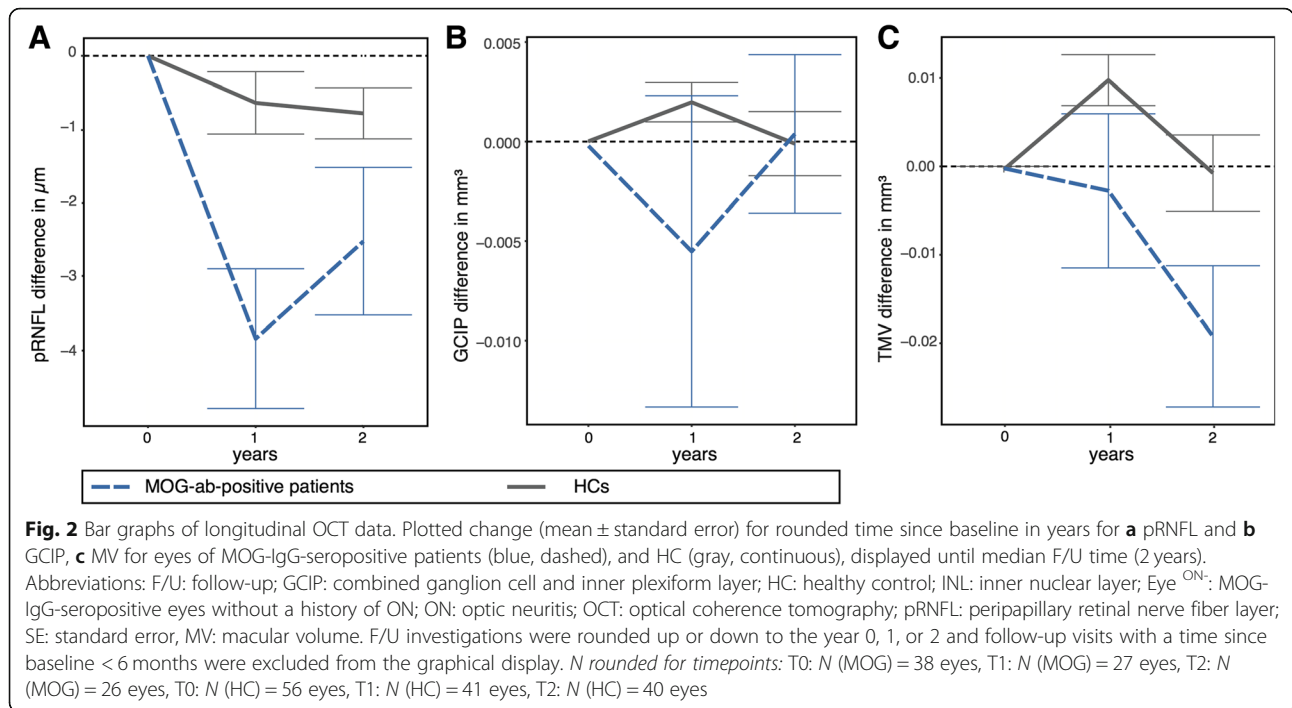 A
B
C
0
−1
−2
−3
−4
pRNFL difference in µm
0
1
2
years
0.005
0.000
−0.005
−0.010
GCIP difference in mm³
0
1
2
years
0.01
0.00
−0.01
−0.02
TMV difference in mm³
0
1
2
years
MOG-ab-positive patients
HCs
Fig. 2 Bar graphs of longitudinal OCT data. Plotted change (mean ± standard error) for rounded time since baseline in years for a pRNFL and b
GCIP, c MV for eyes of MOG-IgG-seropositive patients (blue, dashed), and HC (gray, continuous), displayed until median F/U time (2 years).
Abbreviations: F/U: follow-up; GCIP: combined ganglion cell and inner plexiform layer; HC: healthy control; INL: inner nuclear layer; Eye ON-: MOG-
IgG-seropositive eyes without a history of ON; ON: optic neuritis; OCT: optical coherence tomography; pRNFL: peripapillary retinal nerve fiber layer;
SE: standard error, MV: macular volume. F/U investigations were rounded up or down to the year 0, 1, or 2 and follow-up visits with a time since
baseline < 6 months were excluded from the graphical display. N rounded for timepoints: T0: N (MOG) = 38 eyes, T1: N (MOG) = 27 eyes, T2: N
(MOG) = 26 eyes, T0: N (HC) = 56 eyes, T1: N (HC) = 41 eyes, T2: N (HC) = 40 eyes